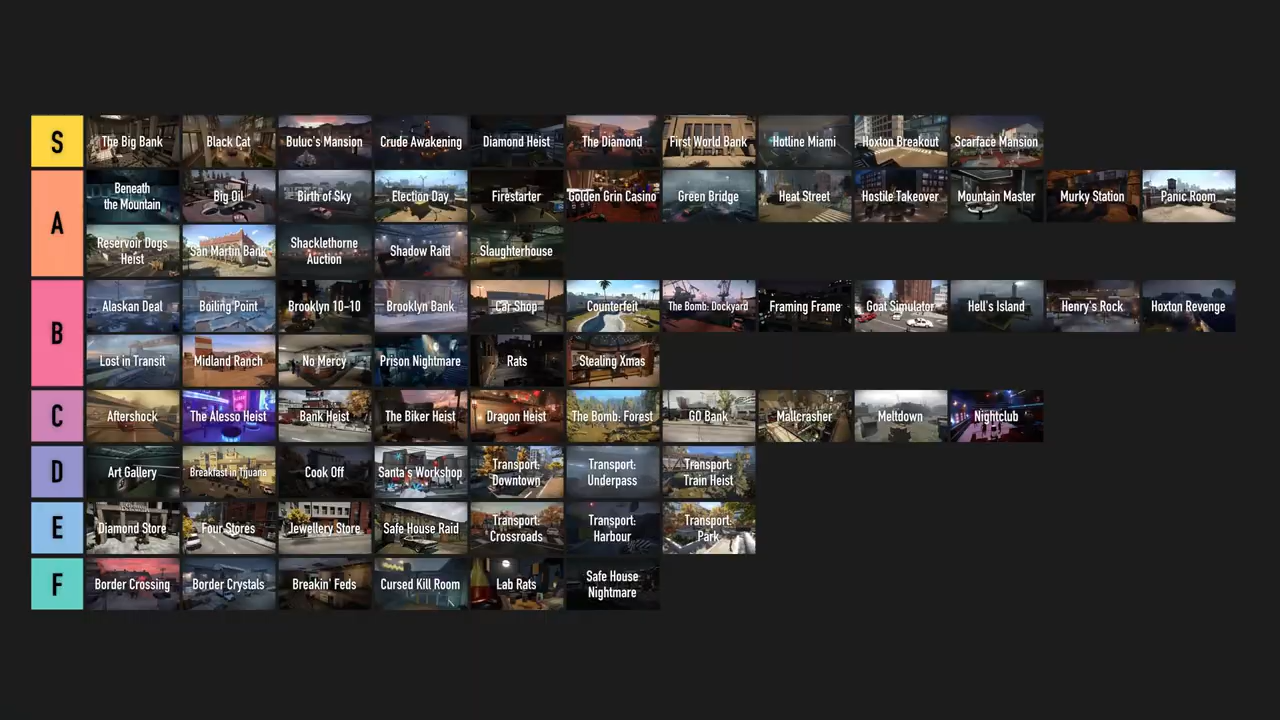 S
The Big Bank
Black Cat
Buluc's Mansion
Crude Awakening
Diamond Heist
The Diamond
First World Bank
Hotline Miami
Hoxton Breakout
Scarface Mansion
A
Beneath
the Mountain
Big Oil
Birth of Sky
Election Day
Firestarter
Golden Grin Casino
Green Bridge
Heat Street
Hostile Takeover
Mountain Master
Murky Station
Panic Room
Reservoir Dogs
Heist
San Martin Bank
Shacklethorne
Auction
Shadow Raid
Slaughterhouse
B
Alaskan Deal
Boiling Point
Brooklyn 10-10
Brooklyn Bank
Car Shop
Counterfeit
The Bomb: Dockyard
Framing Frame
Goat Simulator
Hell's Island
Henry's Rock
Hoxton Revenge
Lost in Transit
Midland Ranch
No Mercy
Prison Nightmare
Rats
Stealing Xmas
C
Aftershock
The Alesso Heist
Bank Heist
The Biker Heist
Dragon Heist
The Bomb: Forest
GO Bank
Mallcrasher
Meltdown
Nightclub
D
Art Gallery
Breakfast in Tijuana
Cook Off
Santa's Workshop
Transport:
Downtown
Transport:
Underpass
Transport:
Train Heist
E
Diamond Store
Four Stores
Jewellery Store
Safe House Raid
Transport:
Crossroads
Transport:
Harbour
Transport:
Park
F
Border Crossing
Border Crystals
Breakin' Feds
Cursed Kill Room
Lab Rats
Safe House
Nightmare